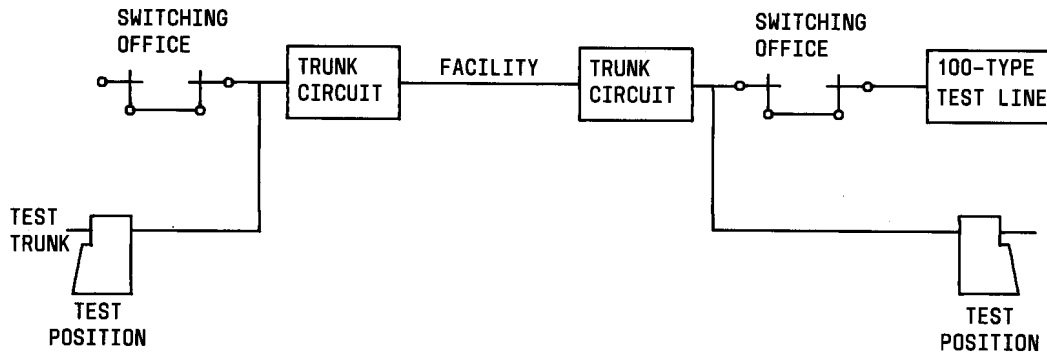 SWITCHING
OFFICE
TRUNK
CIRCUIT
FACILITY
TRUNK
CIRCUIT
SWITCHING
OFFICE
100-TYPE
TEST LINE
TEST
TRUNK
TEST
POSITION
TEST
POSITION